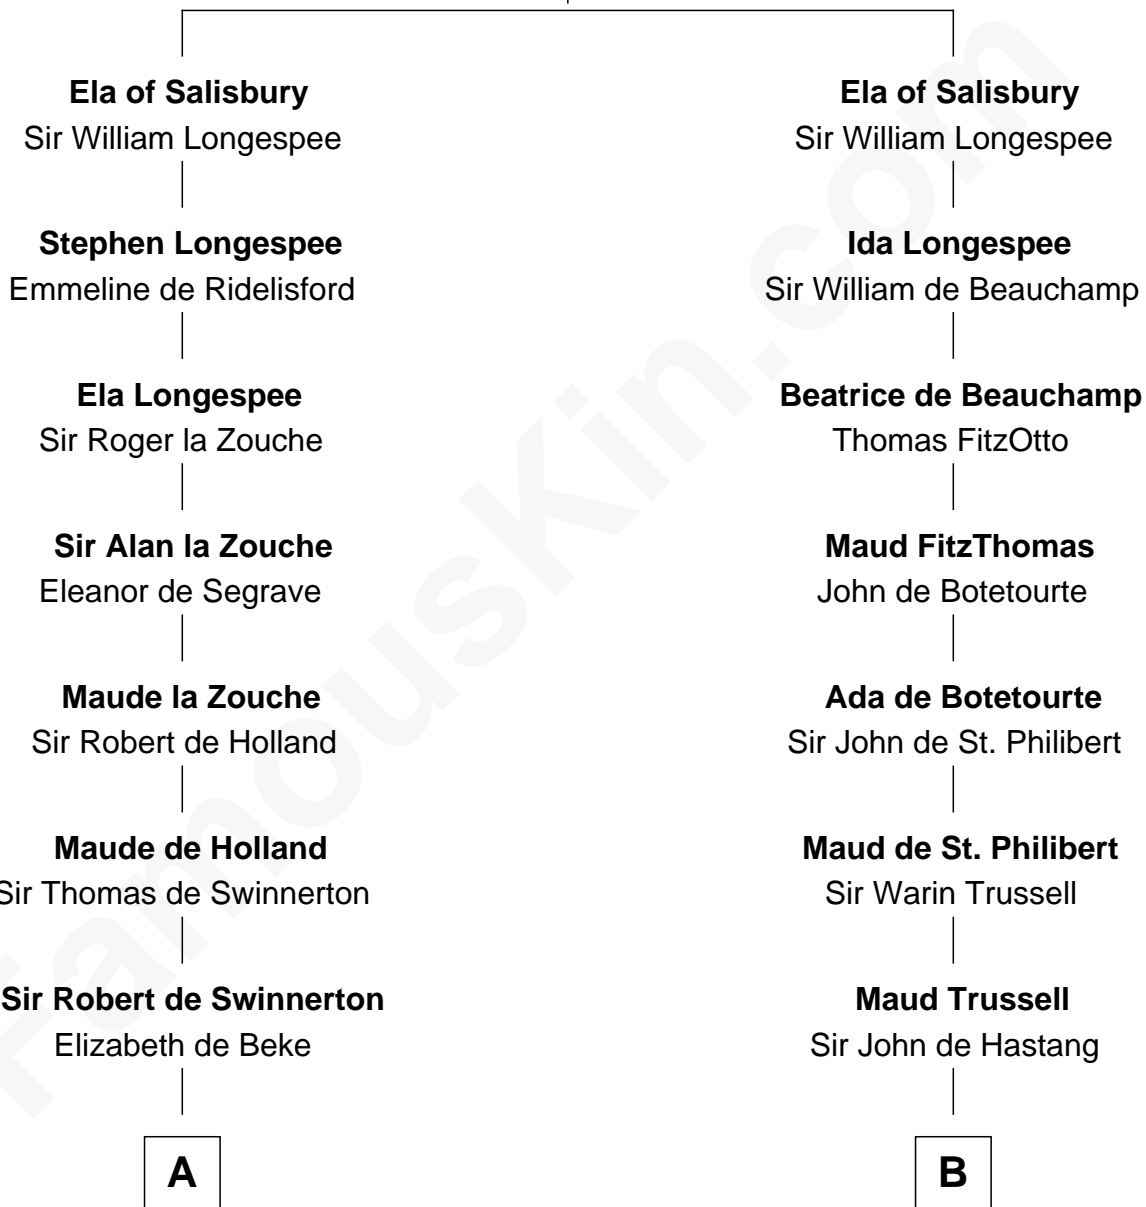 Ela of Salisbury
Sir William Longespee
Stephen Longespee
Emmeline de Ridelisford
Ela Longespee
Sir Roger la Zouche
Sir Alan la Zouche
Eleanor de Segrave
Maude la Zouche
Sir Robert de Holland
Maude de Holland
Sir Thomas de Swinnerton
Sir Robert de Swinnerton
Elizabeth de Beke
A
Ela of Salisbury
Sir William Longespee
Ida Longespee
Sir William de Beauchamp
Beatrice de Beauchamp
Thomas FitzOtto
Maud FitzThomas
John de Botetourte
Ada de Botetourte
Sir John de St. Philibert
Maud de St. Philibert
Sir Warin Trussell
Maud Trussell
Sir John de Hastang
B
FamousKin.com